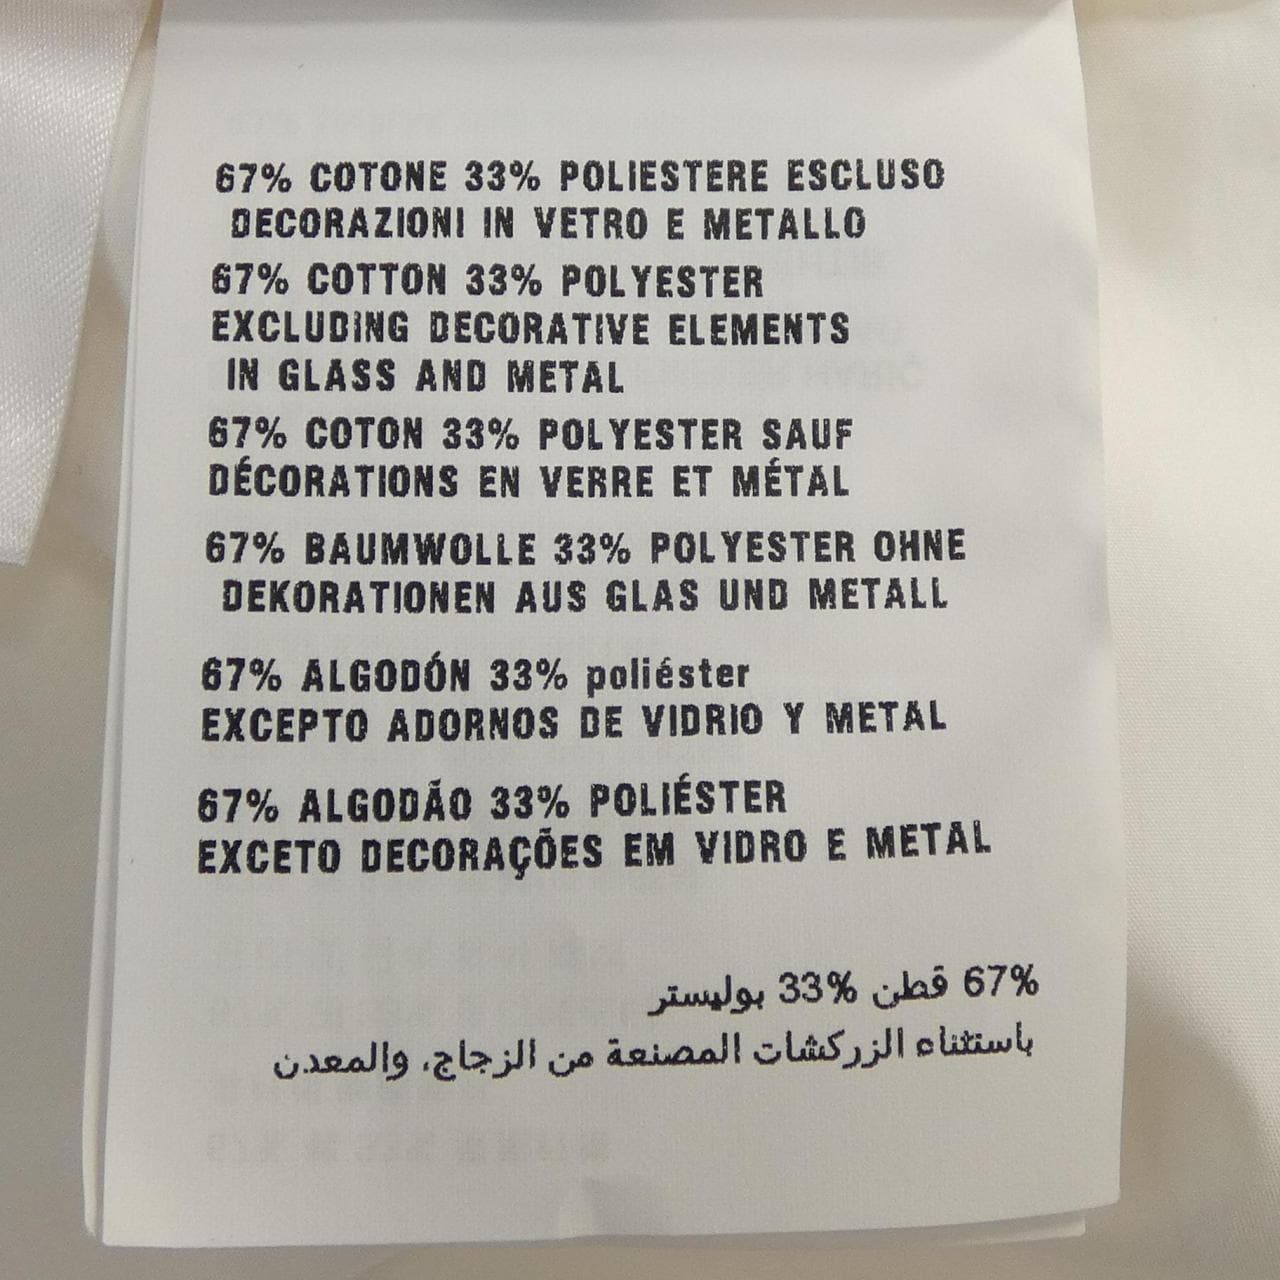 67% COTONE 33% POLIESTERE ESCLUSO
DECORAZIONI IN VETRO E METALLO
67% COTTON 33% POLYESTER
EXCLUDING DECORATIVE ELEMENTS
IN GLASS AND METAL
67% COTON 33% POLYESTER SAUF
DÉCORATIONS EN VERRE ET MÉTAL
67% BAUMWOLLE 33% POLYESTER OHNE
DEKORATIONEN AUS GLAS UND METALL
67% ALGODÓN 33% poliéster
EXCEPTO ADORNOS DE VIDRIO Y METAL
67% ALGODÃO 33% POLIÉSTER
EXCETO DECORAÇÕES EM VIDRO E METAL
67% قطن 33% بوليستر
باستثناء الزركشات المصنعة من الزجاج، والمعدن